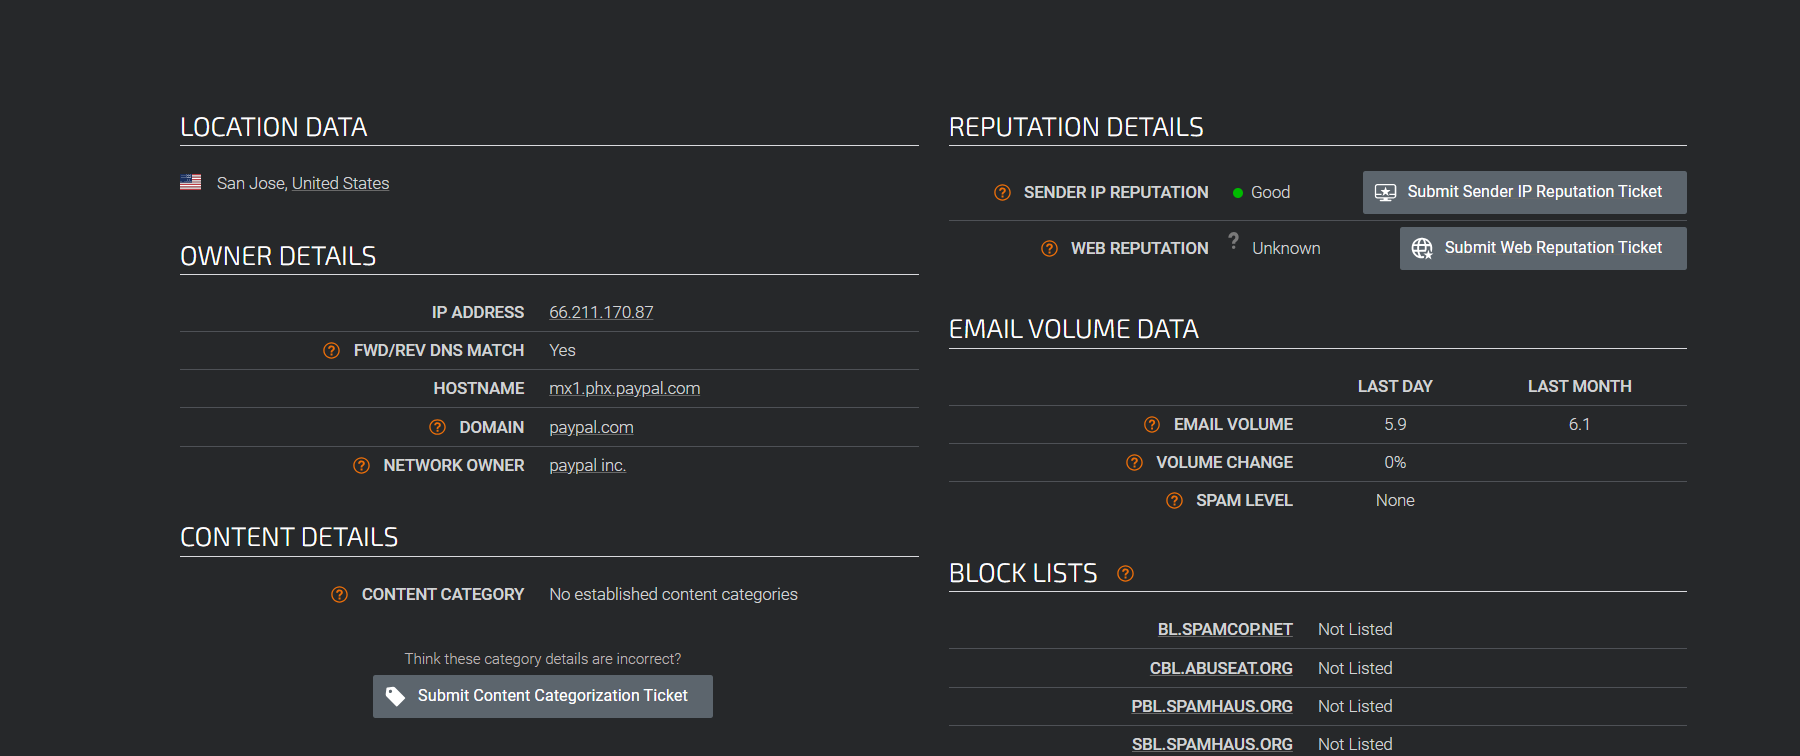 LOCATION DATA
San Jose, United States
OWNER DETAILS
IP ADDRESS 66.211.170.87
FWD/REV DNS MATCH Yes
HOSTNAME mx1.phx.paypal.com
DOMAIN paypal.com
NETWORK OWNER paypal inc.
CONTENT DETAILS
CONTENT CATEGORY No established content categories
Think these category details are incorrect?
Submit Content Categorization Ticket
REPUTATION DETAILS
SENDER IP REPUTATION Good Submit Sender IP Reputation Ticket
WEB REPUTATION ? Unknown Submit Web Reputation Ticket
EMAIL VOLUME DATA
LAST DAY LAST MONTH
EMAIL VOLUME 5.9 6.1
VOLUME CHANGE 0%
SPAM LEVEL None
BLOCK LISTS
BL.SPAMCOP.NET Not Listed
CBL.ABUSEAT.ORG Not Listed
PBL.SPAMHAUS.ORG Not Listed
SBL.SPAMHAUS.ORG Not Listed